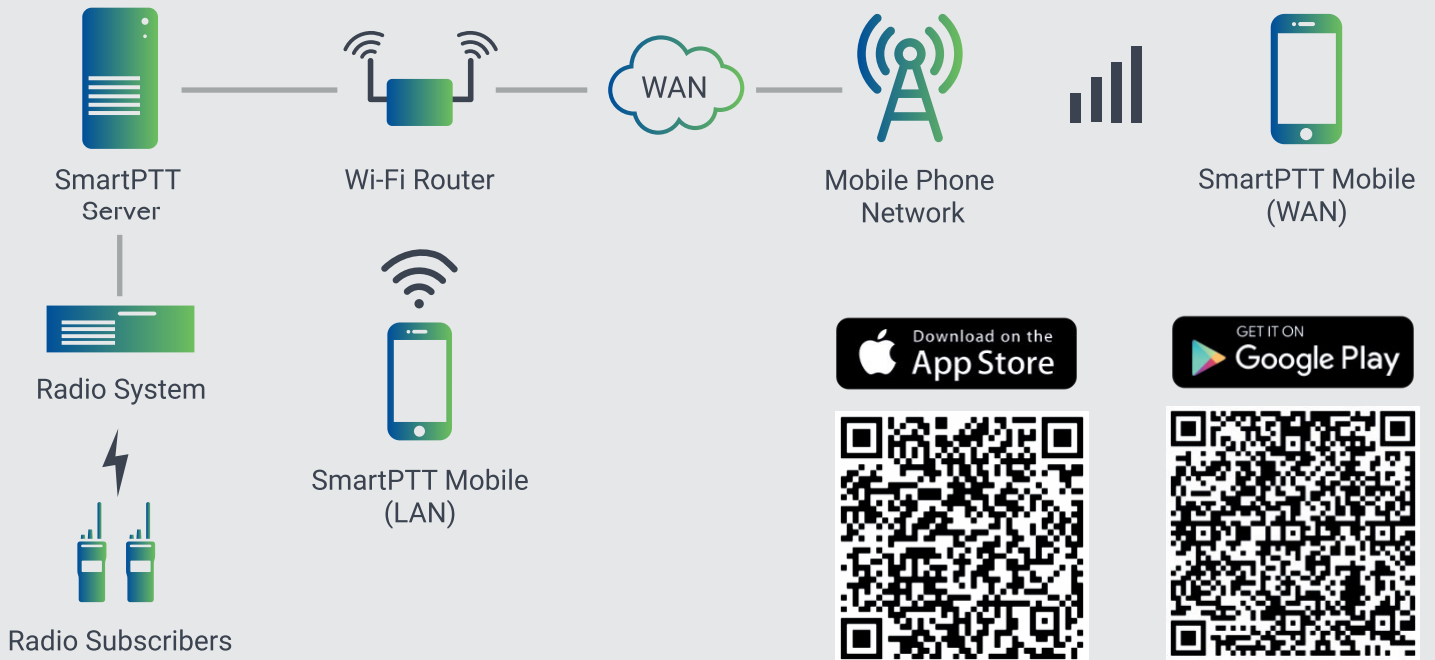 WAN
SmartPTT
Server
Wi-Fi Router
Mobile Phone
Network
SmartPTT Mobile
(WAN)
Radio System
SmartPTT Mobile
(LAN)
Radio Subscribers
Download on the
App Store
GET IT ON
Google Play